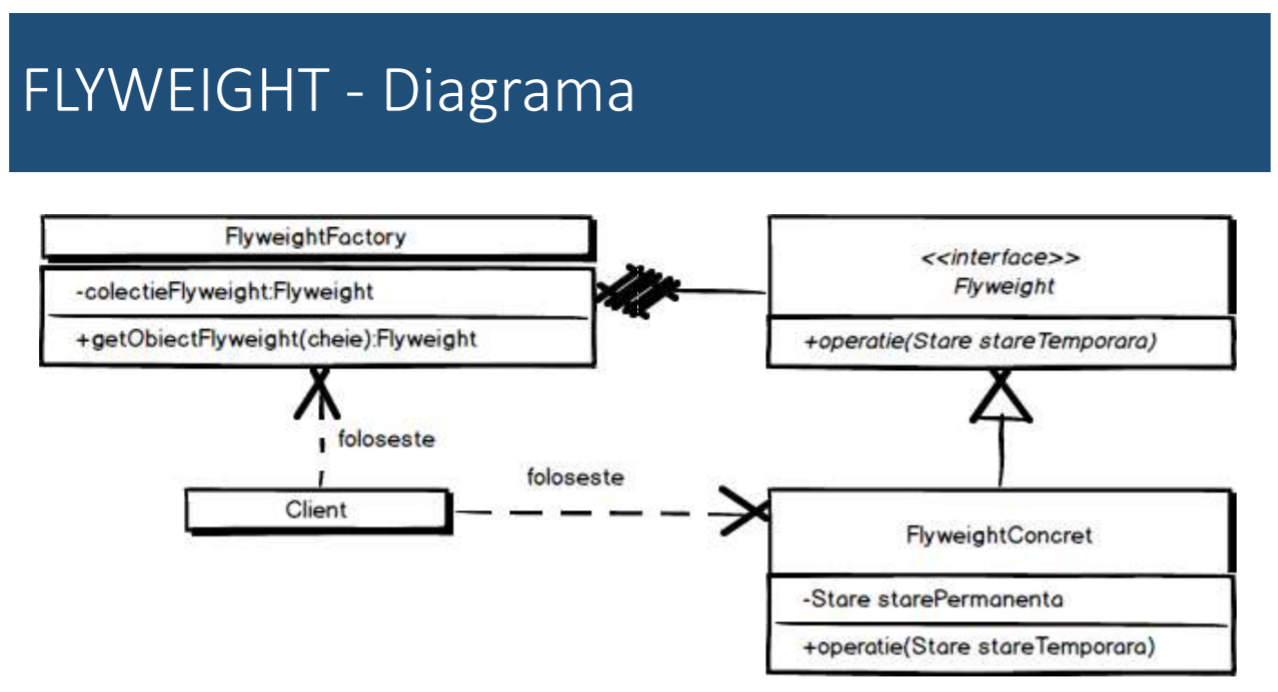 FLYWEIGHT - Diagrama
FlyweightFactory
-colectieFlyweight:Flyweight
+getObiectFlyweight(cheie):Flyweight
<<interface>>
Flyweight
+operatie(Stare stareTemporara)
foloseste
Client
foloseste
FlyweightConcret
-Stare starePermanenta
+operatie(Stare stareTemporara)